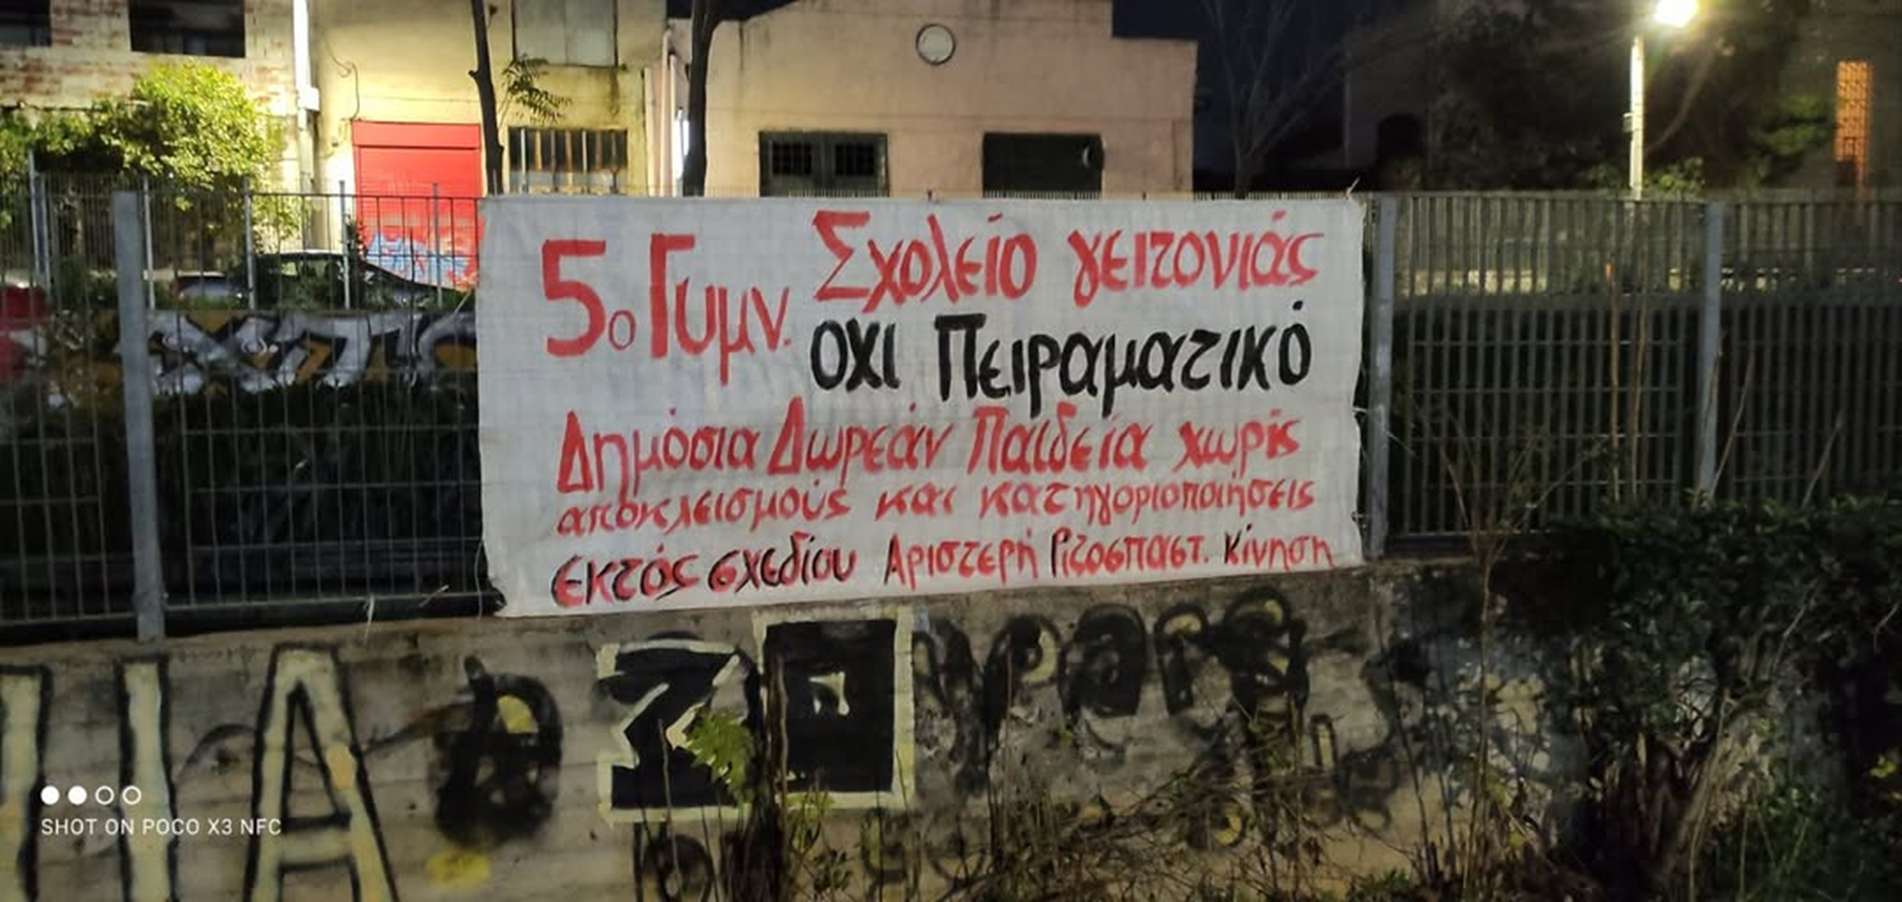 5ο Γυμν. Σχολείο γειτονιάς
ΟΧΙ Πειραματικό
Δημόσια Δωρεάν Παιδεία χωρίς
αποκλεισμούς και κατηγοριοποιήσεις
εκτός σχεδίου Αριστερή Ριζοσπαστ. Κίνηση
SHOT ON POCO X3 NFC